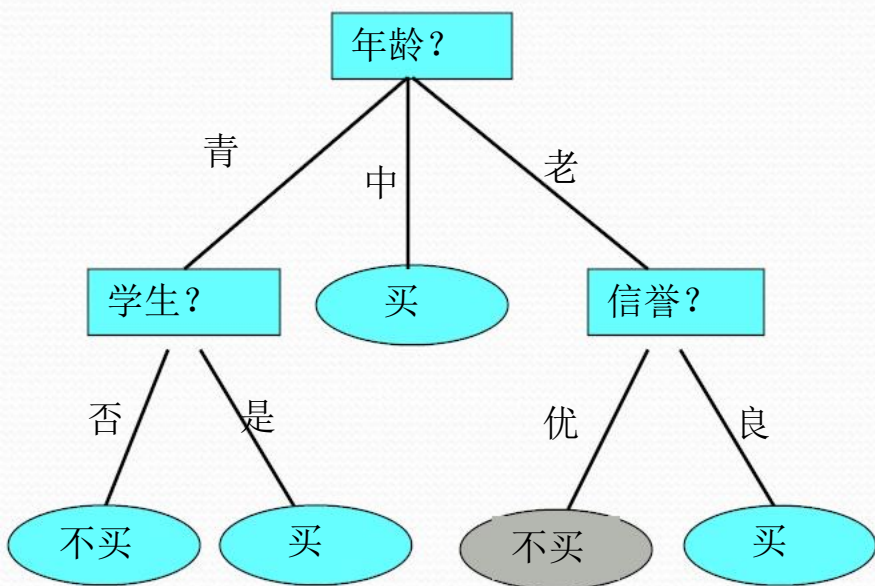 年龄？
青
中
老
学生？
买
信誉？
否
是
优
良
不买
买
不买
买